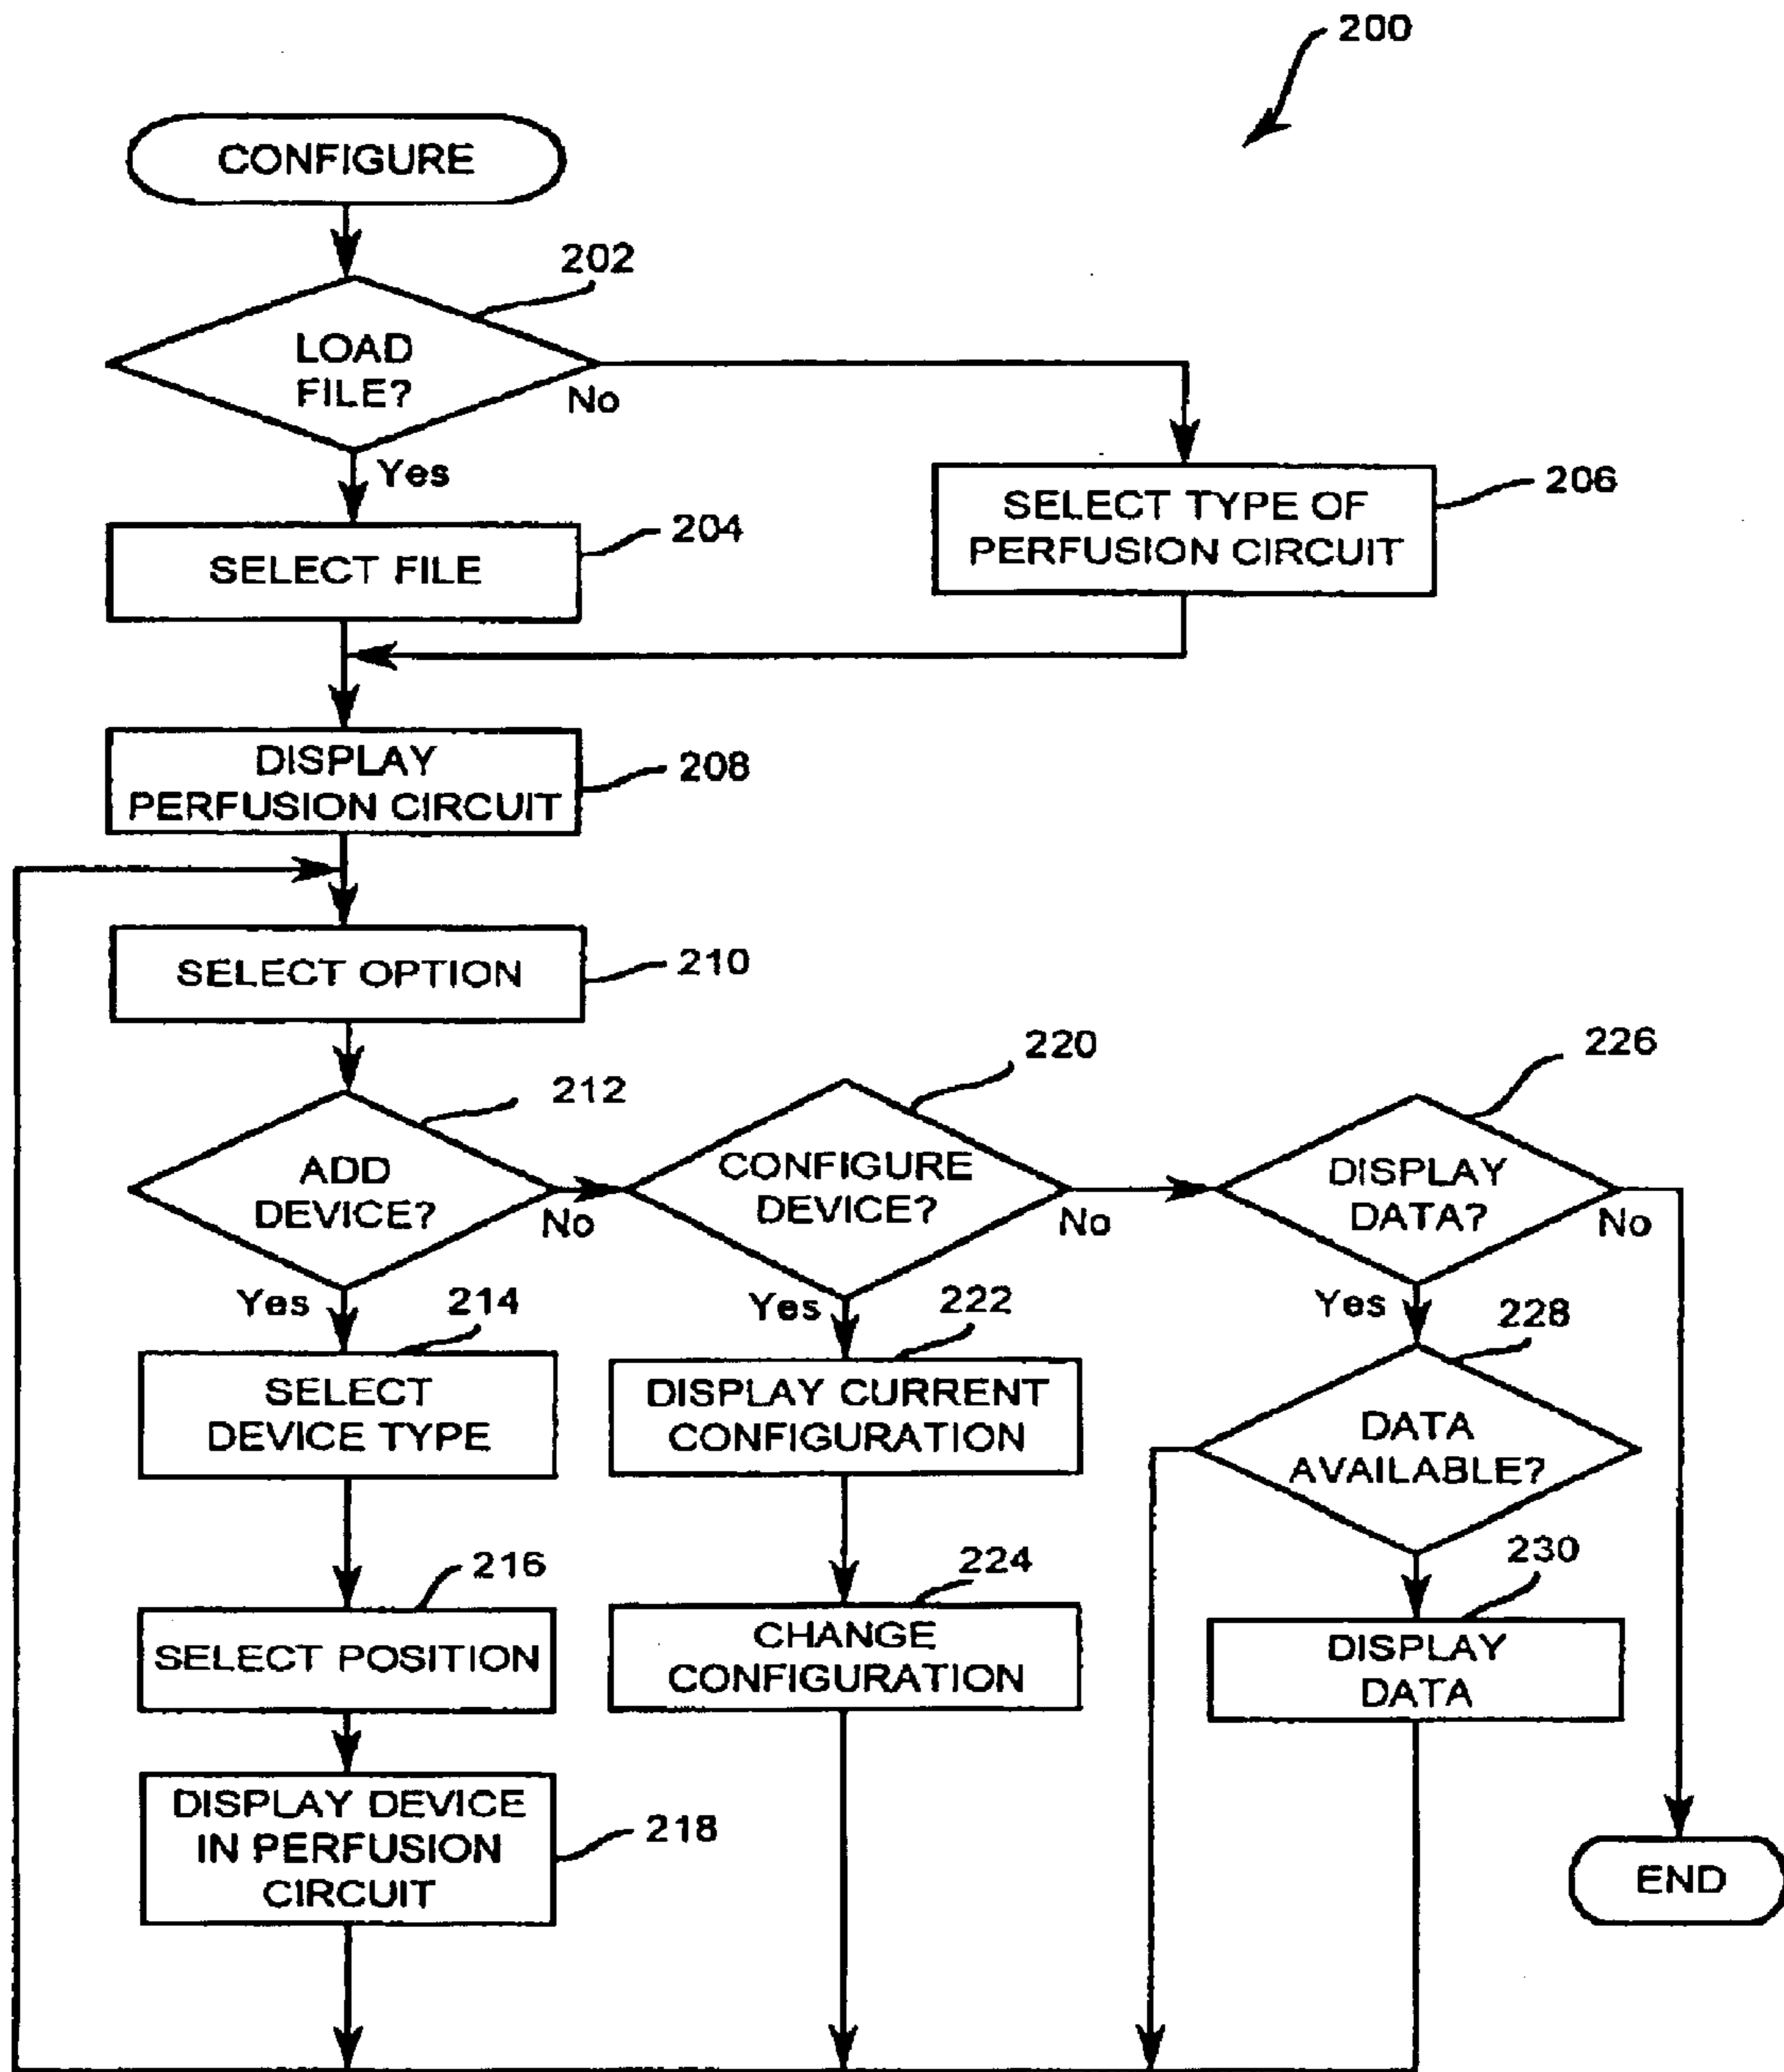 200
CONFIGURE
202
LOAD
FILE?
No
Yes
204
SELECT FILE
206
SELECT TYPE OF
PERFUSION CIRCUIT
208
DISPLAY
PERFUSION CIRCUIT
210
SELECT OPTION
212
ADD
DEVICE?
No
Yes
220
CONFIGURE
DEVICE?
No
Yes
226
DISPLAY
DATA?
No
Yes
214
SELECT
DEVICE TYPE
222
DISPLAY CURRENT
CONFIGURATION
228
DATA
AVAILABLE?
216
SELECT POSITION
224
CHANGE
CONFIGURATION
230
DISPLAY
DATA
218
DISPLAY DEVICE
IN PERFUSION
CIRCUIT
END